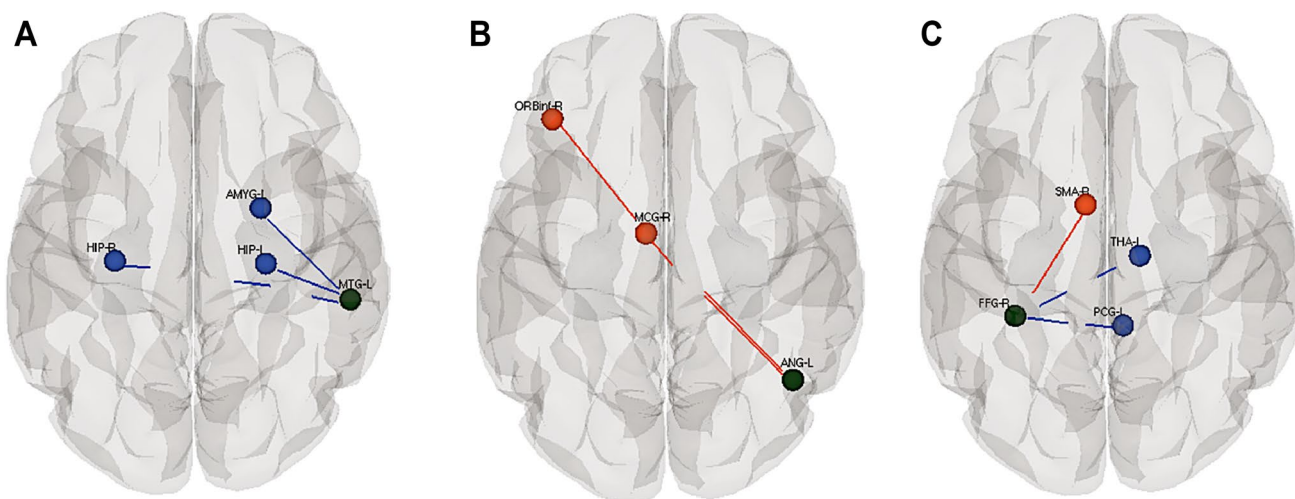 A
AMYG-L
HIP-R
HIP-L
MTG-L
B
ORBinf-R
MCG-R
ANG-L
C
SMA-R
THA-L
FFG-R
PCG-L